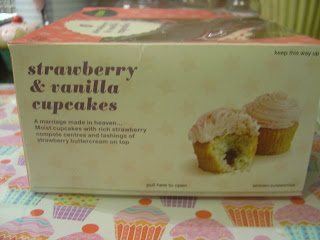 keep this way up
strawberry
& vanilla
cupcakes
A marriage made in heaven...
Moist cupcakes with rich strawberry
compote centres and lashings of
strawberry buttercream on top
pull here to open